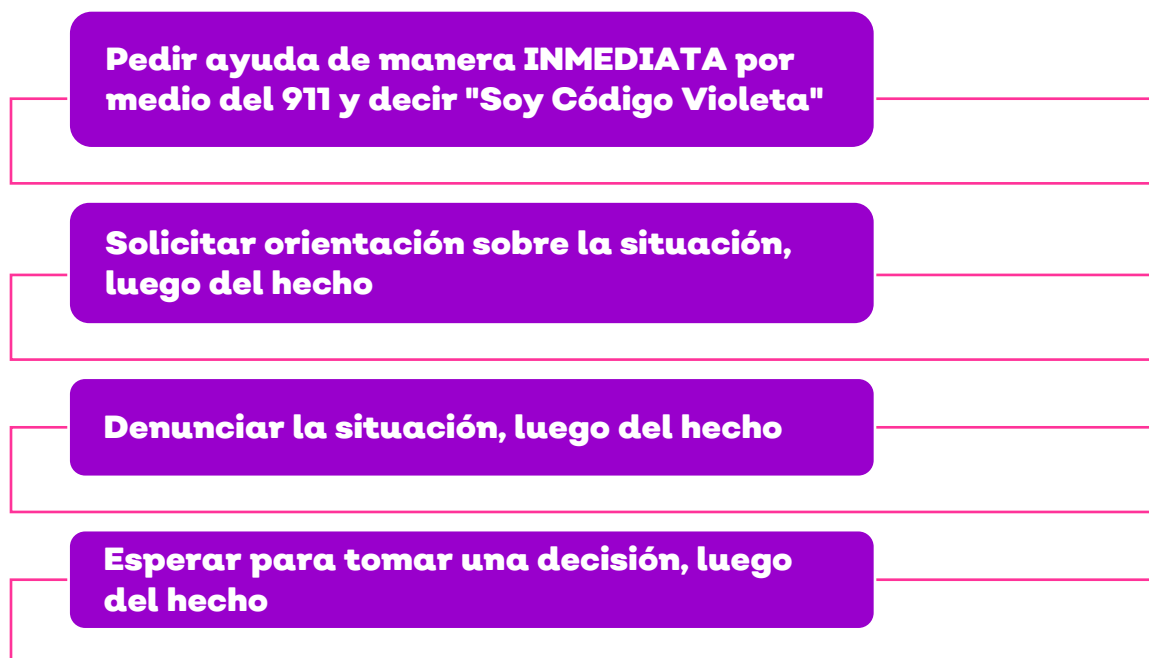 Pedir ayuda de manera INMEDIATA por
medio del 911 y decir "Soy Código Violeta"
Solicitar orientación sobre la situación,
luego del hecho
Denunciar la situación, luego del hecho
Esperar para tomar una decisión, luego
del hecho